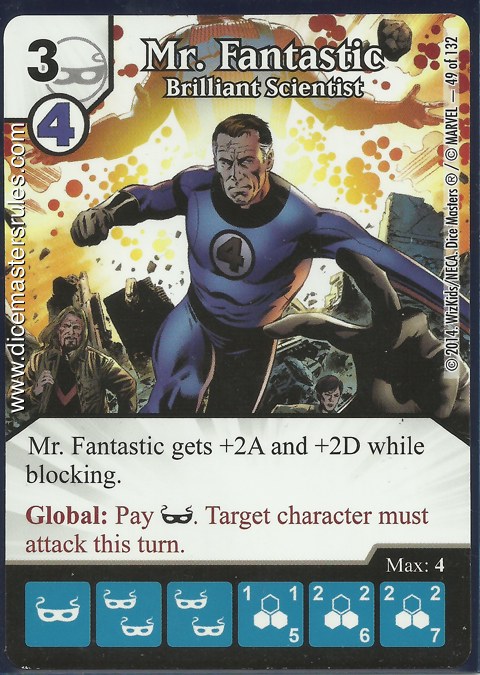 3
Mr. Fantastic
Brilliant Scientist
4
4
www.dicemastersrules.com
© 2014. WizKids/NECA. Dice Masters ® / © MARVEL — 49 of 132
Mr. Fantastic gets +2A and +2D while
blocking.
Global: Pay . Target character must
attack this turn.
Max: 4
1 1 5
2 2 6
2 2 7